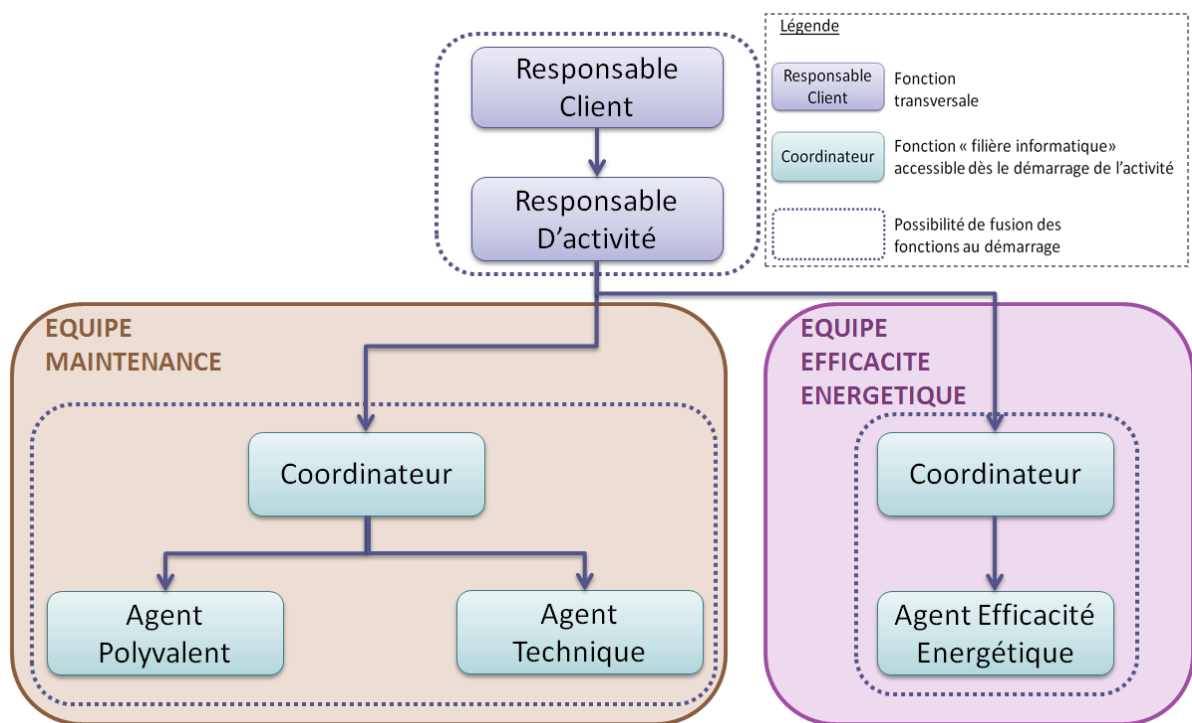 Responsable
Client
Responsable
D’activité
Légende
Responsable
Client
Fonction
transversale
Coordinateur
Fonction « filière informatique»
accessible dès le démarrage de l’activité
Possibilité de fusion des
fonctions au démarrage
EQUIPE
MAINTENANCE
Coordinateur
Agent
Polyvalent
Agent
Technique
EQUIPE
EFFICACITE
ENERGETIQUE
Coordinateur
Agent Efficacité
Energétique